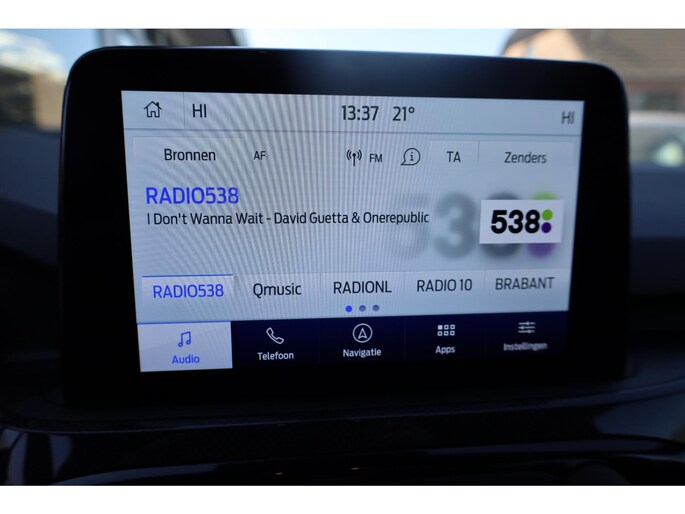 HI 13:37 21° HI
Bronnen AF FM i TA Zenders
RADIO538
I Don't Wanna Wait - David Guetta & Onerepublic
538
538
RADIO538 Qmusic RADIONL RADIO 10 BRABANT
Audio Telefoon Navigatie Apps Instellingen